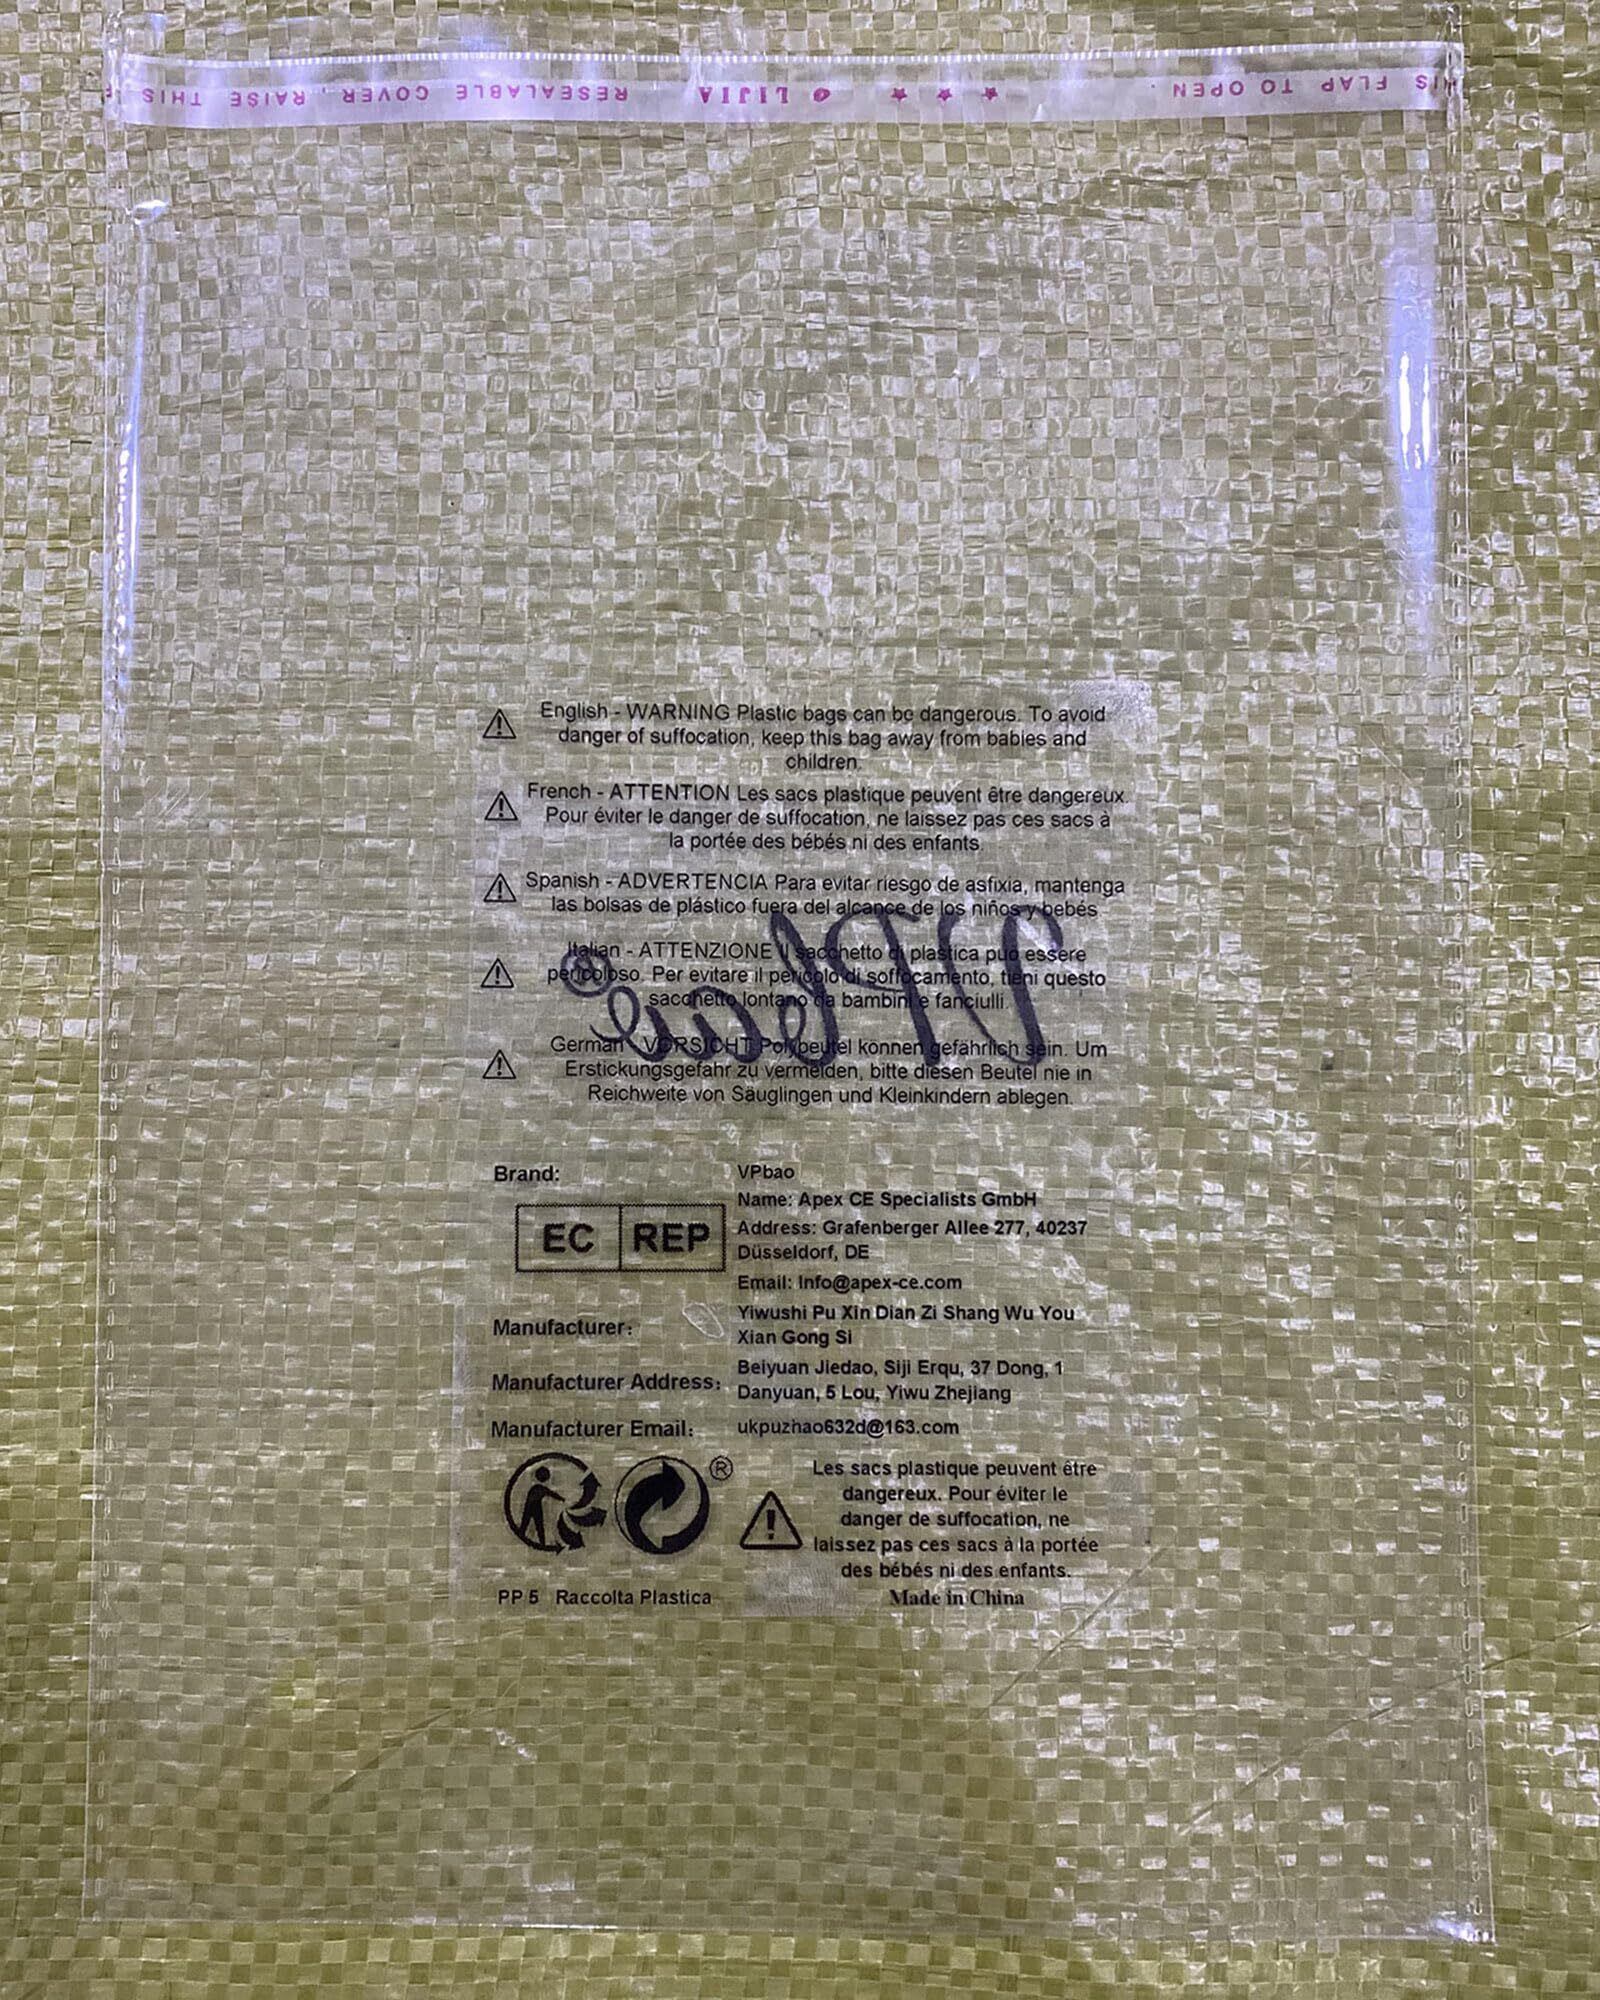 HIS FLAP TO OPEN . ★ ★ ★ LIJIA RESEALABLE COVER, RAISE THIS F
English - WARNING Plastic bags can be dangerous. To avoid
danger of suffocation, keep this bag away from babies and
children.
French - ATTENTION Les sacs plastique peuvent être dangereux.
Pour éviter le danger de suffocation, ne laissez pas ces sacs à
la portée des bébés ni des enfants.
Spanish - ADVERTENCIA Para evitar riesgo de asfixia, mantenga
las bolsas de plástico fuera del alcance de los niños y bebés
Italian - ATTENZIONE Il sacchetto di plastica può essere
pericoloso. Per evitare il pericolo di soffocamento, tieni questo
sacchetto lontano da bambini e fanciulli.
German - VORSICHT Polybeutel können gefährlich sein. Um
Erstickungsgefahr zu vermeiden, bitte diesen Beutel nie in
Reichweite von Säuglingen und Kleinkindern ablegen.
®
Brand: VPbao
EC REP
Name: Apex CE Specialists GmbH
Address: Grafenberger Allee 277, 40237
Düsseldorf, DE
Email: Info@apex-ce.com
Manufacturer: Yiwushi Pu Xin Dian Zi Shang Wu You
Xian Gong Si
Manufacturer Address: Beiyuan Jiedao, Siji Erqu, 37 Dong, 1
Danyuan, 5 Lou, Yiwu Zhejiang
Manufacturer Email: ukpuzhao632d@163.com
®
Les sacs plastique peuvent être
dangereux. Pour éviter le
danger de suffocation, ne
laissez pas ces sacs à la portée
des bébés ni des enfants.
PP 5 Raccolta Plastica
Made in China